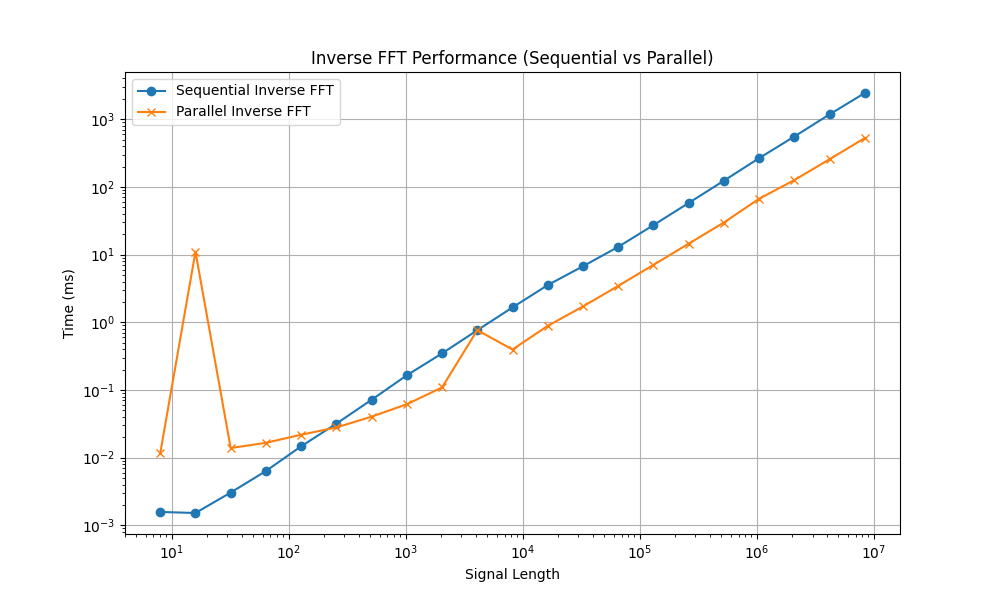 Inverse FFT Performance (Sequential vs Parallel)
Sequential Inverse FFT
Parallel Inverse FFT
Time (ms)
10³
10²
10¹
10⁰
10⁻¹
10⁻²
10⁻³
10¹ 10² 10³ 10⁴ 10⁵ 10⁶ 10⁷
Signal Length